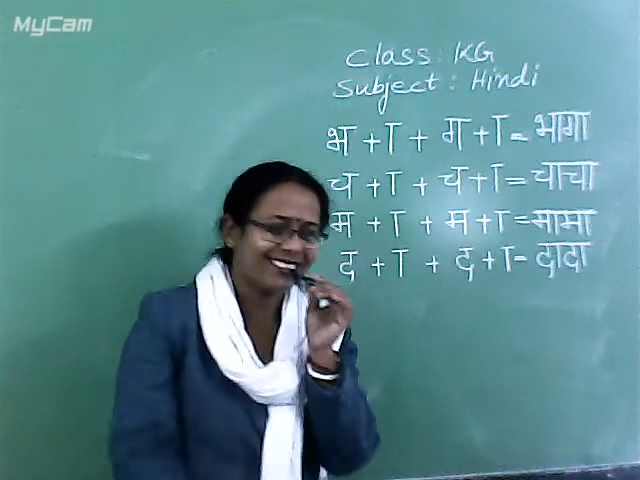 MyCam
Class: KG
Subject: Hindi
भ + ा + ग + ा = भागा
च + ा + च + ा = चाचा
म + ा + म + ा = मामा
द + ा + द + ा = दादा